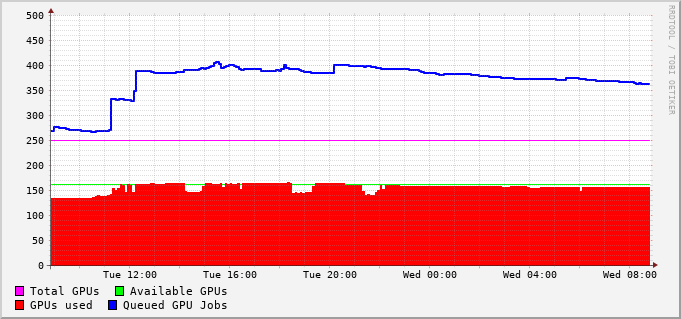 500
450
400
350
300
250
200
150
100
50
0
Tue 12:00 Tue 16:00 Tue 20:00 Wed 00:00 Wed 04:00 Wed 08:00
Total GPUs Available GPUs
GPUs used Queued GPU Jobs
RRDTOOL / TOBI OETIKER